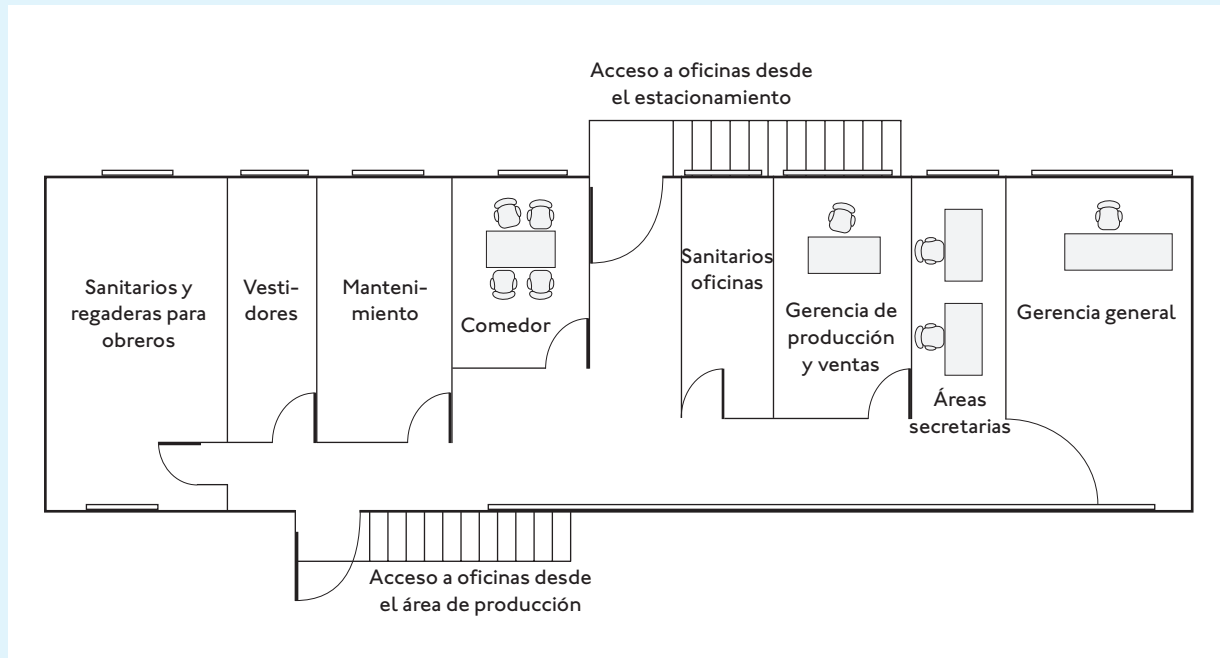 Acceso a oficinas desde
el estacionamiento
Sanitarios y
regaderas para
obreros
Vesti-
dores
Manteni-
miento
Comedor
Sanitarios
oficinas
Gerencia de
producción
y ventas
Áreas
secretarias
Gerencia general
Acceso a oficinas desde
el área de producción